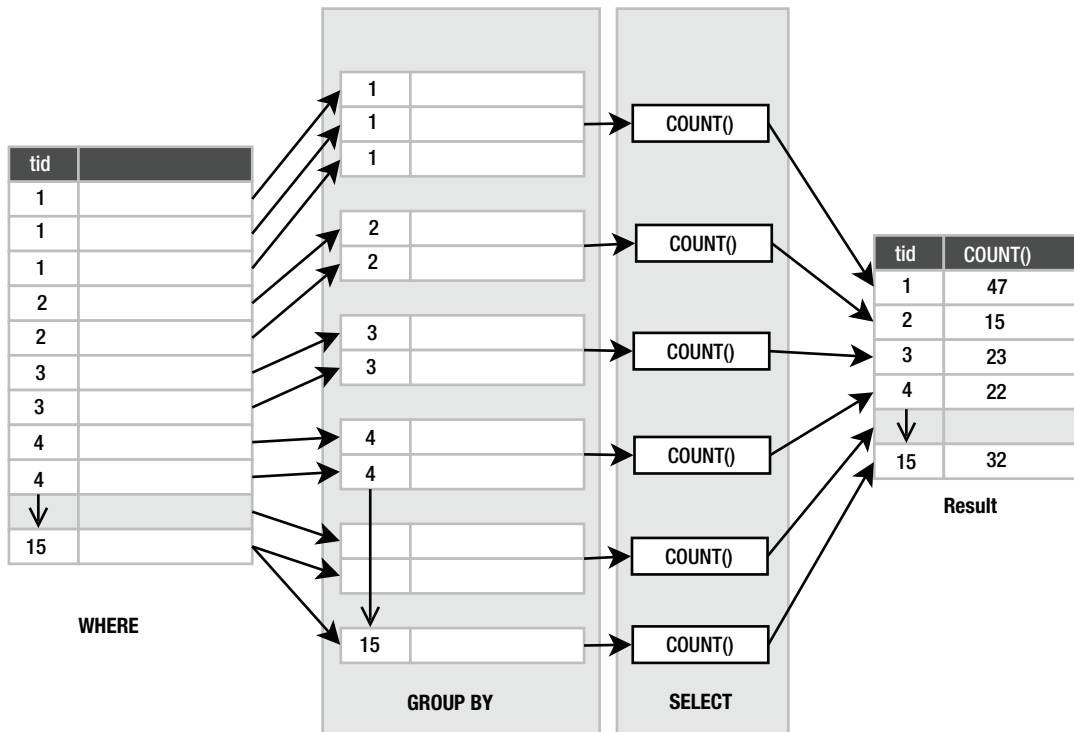 tid
1
1
1
2
2
3
3
4
4
15
WHERE
1
1
1
2
2
3
3
4
4
15
GROUP BY
COUNT()
COUNT()
COUNT()
COUNT()
COUNT()
COUNT()
SELECT
tid COUNT()
1 47
2 15
3 23
4 22
15 32
Result